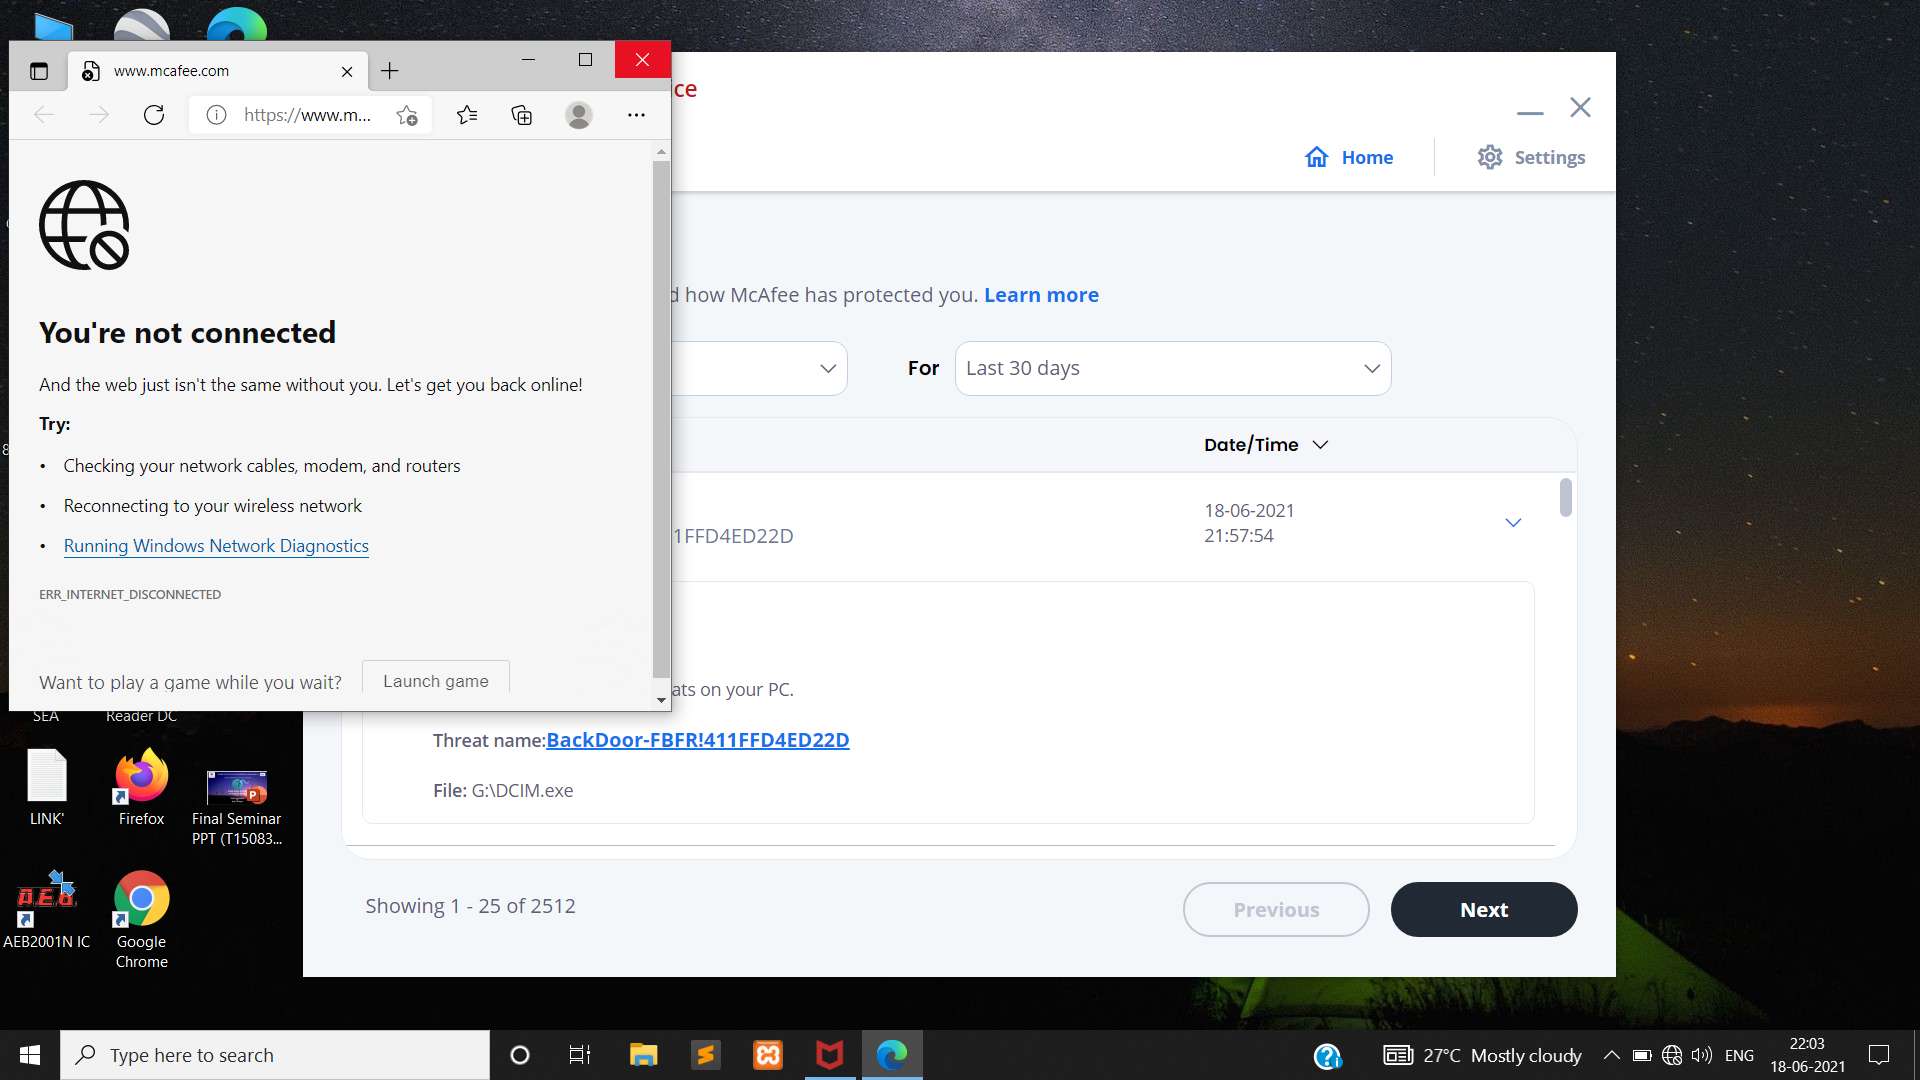 www.mcafee.com
https://www.m...
You're not connected
And the web just isn't the same without you. Let's get you back online!
Try:
• Checking your network cables, modem, and routers
• Reconnecting to your wireless network
• Running Windows Network Diagnostics
ERR_INTERNET_DISCONNECTED
Want to play a game while you wait?
Launch game
ce
Home
Settings
d how McAfee has protected you. Learn more
For
Last 30 days
Date/Time
1FFD4ED22D
18-06-2021
21:57:54
ats on your PC.
Threat name:BackDoor-FBFR!411FFD4ED22D
File: G:\DCIM.exe
Showing 1 - 25 of 2512
Previous
Next
SEA
Reader DC
LINK'
Firefox
Final Seminar
PPT (T15083...
A.E.B.
AEB2001N IC
Google
Chrome
Type here to search
27°C Mostly cloudy
ENG
22:03
18-06-2021